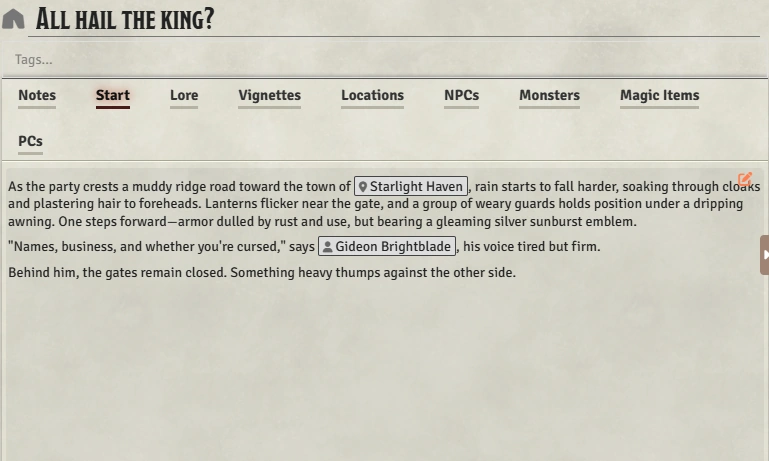 All hail the king?
Tags...
Notes Start Lore Vignettes Locations NPCs Monsters Magic Items
PCs
As the party crests a muddy ridge road toward the town of Starlight Haven, rain starts to fall harder, soaking through cloaks
and plastering hair to foreheads. Lanterns flicker near the gate, and a group of weary guards holds position under a dripping
awning. One steps forward—armor dulled by rust and use, but bearing a gleaming silver sunburst emblem.
"Names, business, and whether you're cursed," says Gideon Brightblade, his voice tired but firm.
Behind him, the gates remain closed. Something heavy thumps against the other side.